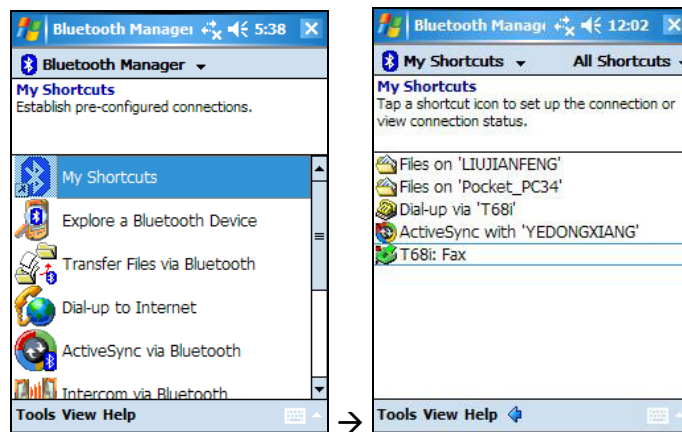 Bluetooth Manager 5:38
Bluetooth Manager
My Shortcuts
Establish pre-configured connections.
My Shortcuts
Explore a Bluetooth Device
Transfer Files via Bluetooth
Dial-up to Internet
ActiveSync via Bluetooth
Intercom via Bluetooth
Tools View Help
→
Bluetooth Manage 12:02
My Shortcuts All Shortcuts
My Shortcuts
Tap a shortcut icon to set up the connection or
view connection status.
Files on 'LIUJIANFENG'
Files on 'Pocket_PC34'
Dial-up via 'T68i'
ActiveSync with 'YEDONGXIANG'
T68i: Fax
Tools View Help